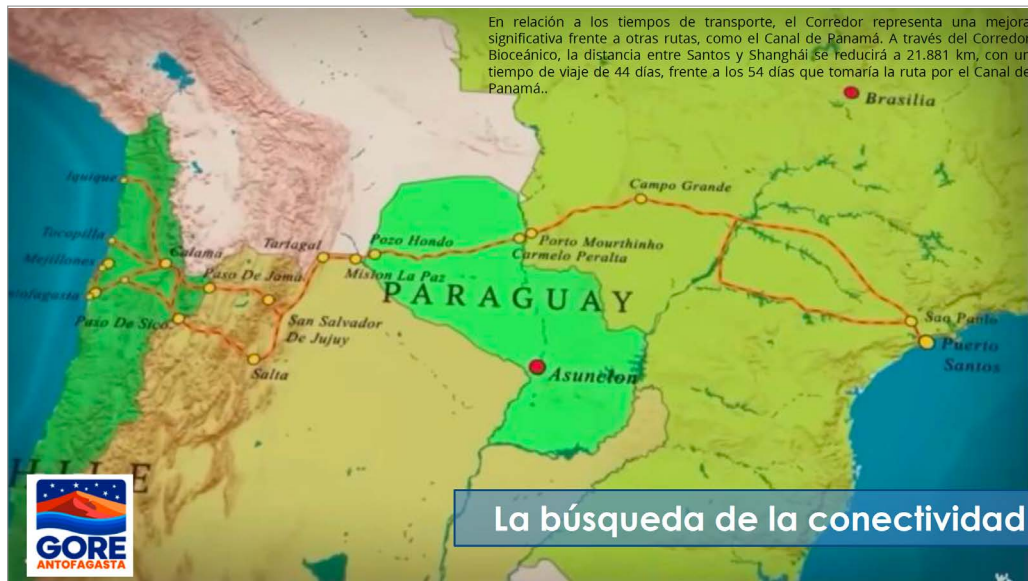 En relación a los tiempos de transporte, el Corredor representa una mejora
significativa frente a otras rutas, como el Canal de Panamá. A través del Corredor
Bioceánico, la distancia entre Santos y Shanghái se reducirá a 21.881 km, con un
tiempo de viaje de 44 días, frente a los 54 días que tomaría la ruta por el Canal de
Panamá..
Brasilia
Iquique
Campo Grande
Tocapilla
Tartagal
Pozo Hondo
Porto Mourthinho
Calama
Carmelo Peralta
Mejillones
Paso De Jama
Mision La Paz
ntofagasta
PARAGUAY
Paso De Sico
San Salvador
De Jujuy
Sao Paulo
Puerto
Santos
Salta
Asuncion
HILE
La búsqueda de la conectividad
GORE
ANTOFAGASTA